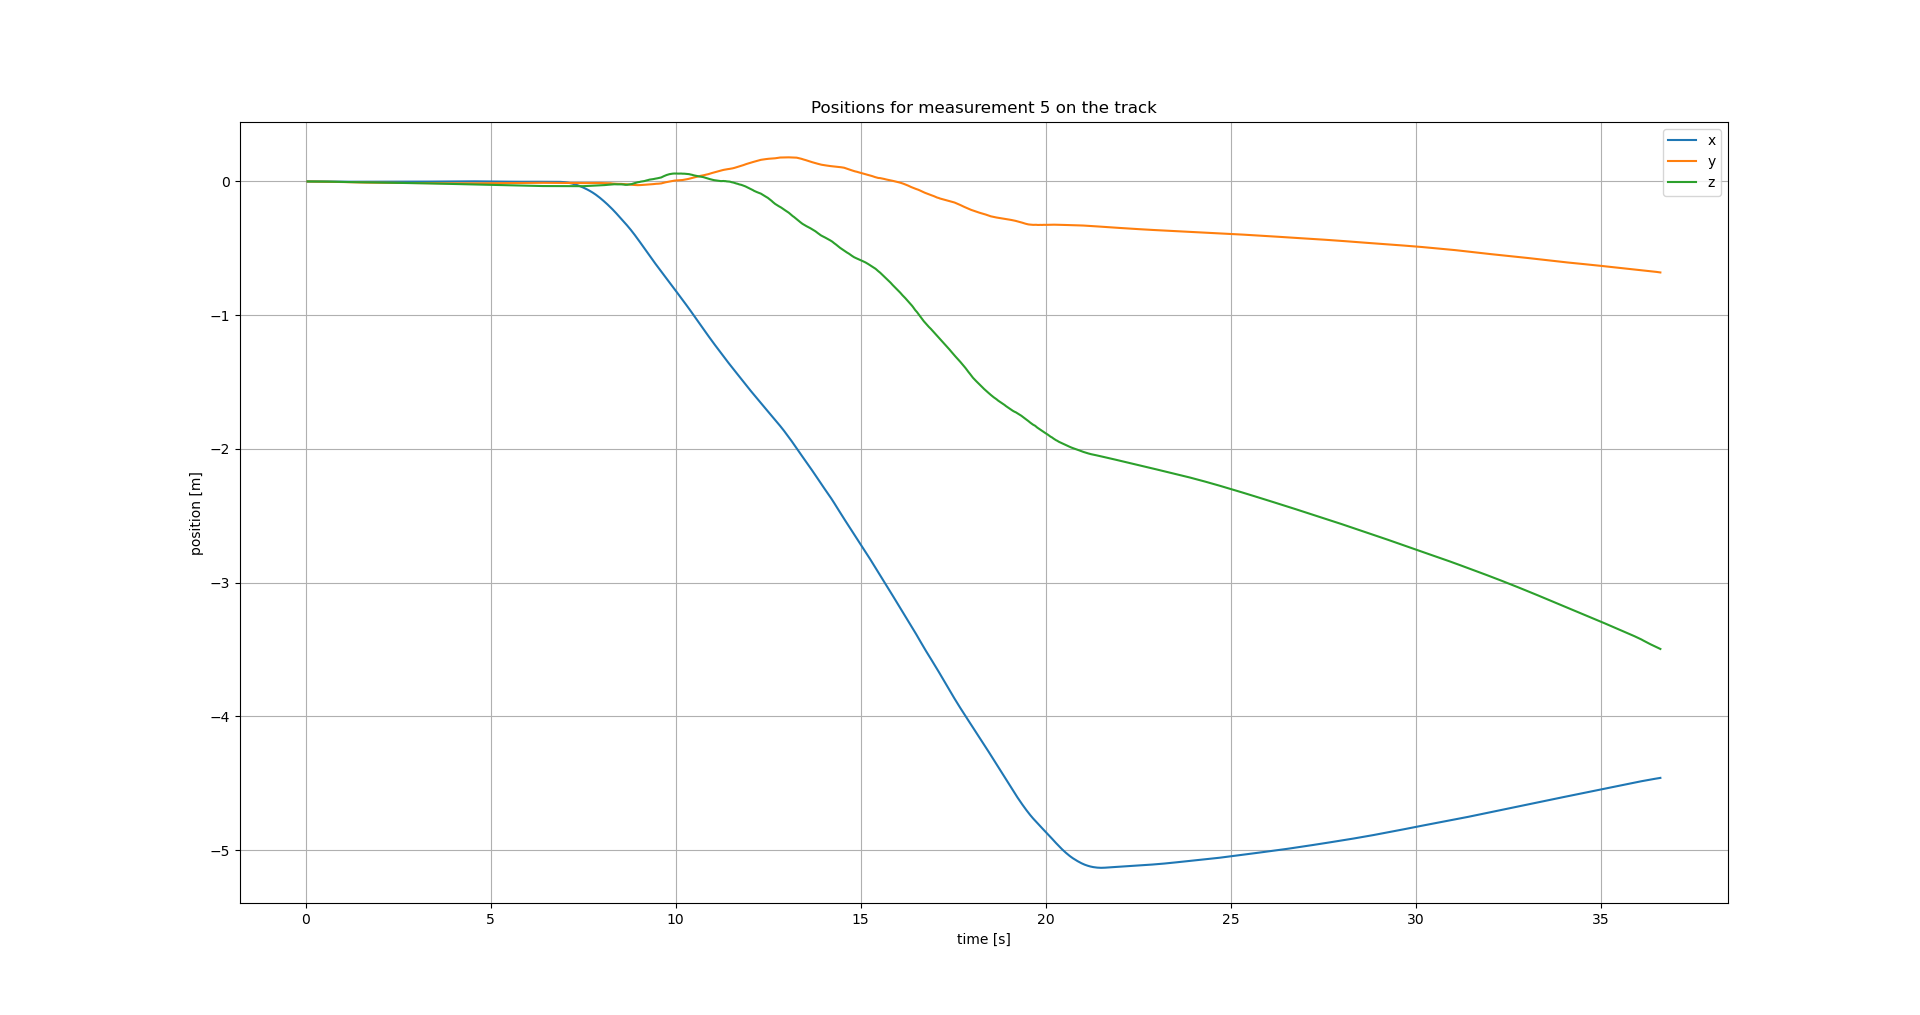 Positions for measurement 5 on the track
x
y
z
0
−1
−2
−3
−4
−5
position [m]
0 5 10 15 20 25 30 35
time [s]